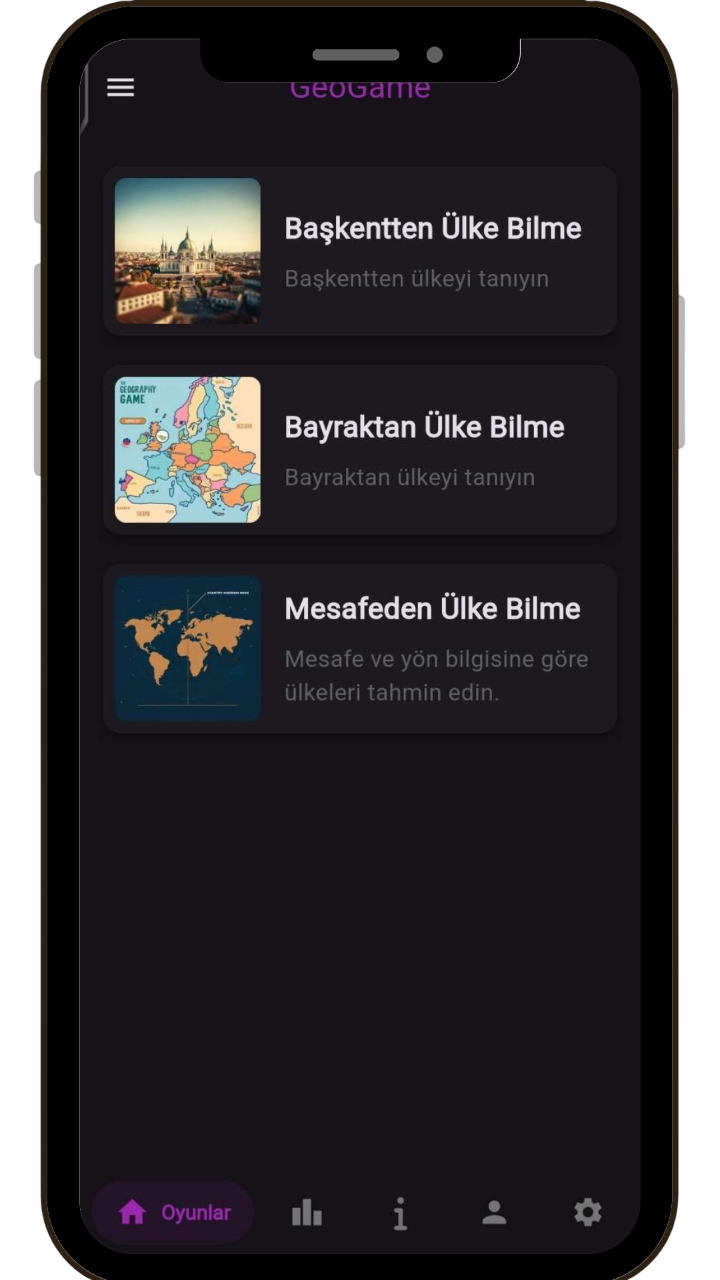 GeoGame
Başkentten Ülke Bilme
Başkentten ülkeyi tanıyın
GEOGRAPHY
GAME
Bayraktan Ülke Bilme
Bayraktan ülkeyi tanıyın
Mesafeden Ülke Bilme
Mesafe ve yön bilgisine göre
ülkeleri tahmin edin.
Oyunlar